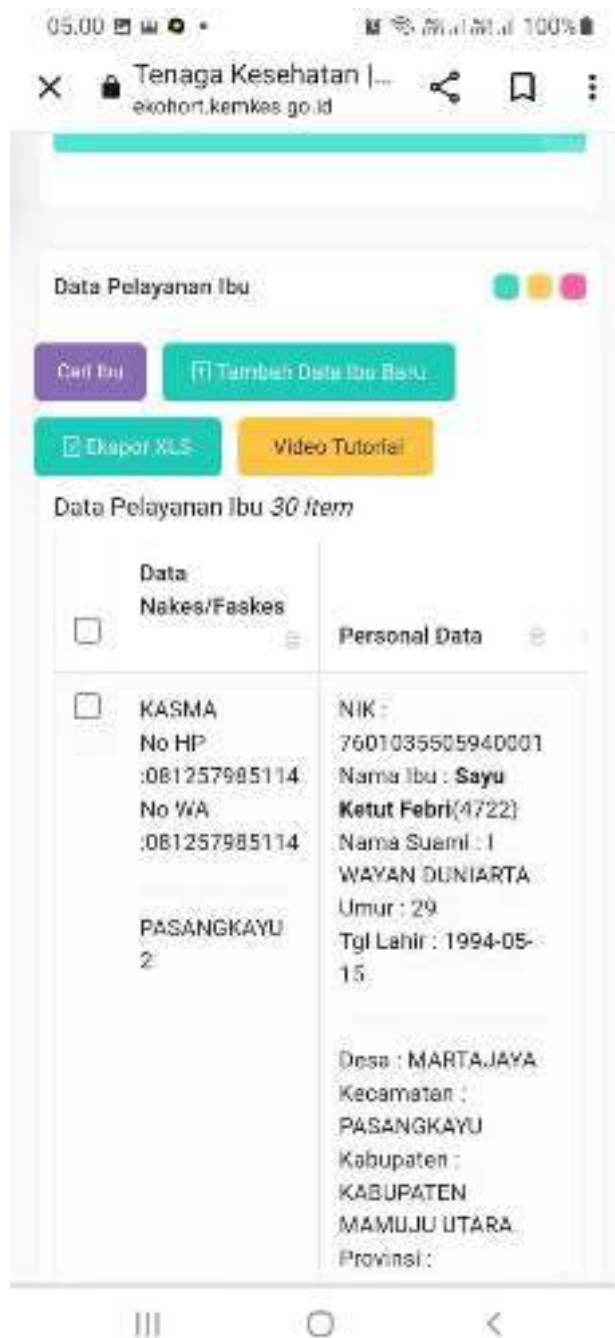 05.00
100%
Tenaga Kesehatan |...
ekohort.kemkes.go.id
Data Pelayanan Ibu
Cari Ibu
Tambah Data Ibu Baru
Ekspor XLS
Video Tutorial
Data Pelayanan Ibu 30 Item
Data
Nakes/Faskes
Personal Data
KASMA
No HP
:081257985114
No WA
:081257985114
PASANGKAYU
2
NIK :
7601035505940001
Nama Ibu : Sayu
Ketut Febri(4722)
Nama Suami : I
WAYAN DUNIARTA
Umur : 29
Tgl Lahir : 1994-05-
15
Desa : MARTAJAYA
Kecamatan :
PASANGKAYU
Kabupaten :
KABUPATEN
MAMUJU UTARA
Provinsi :